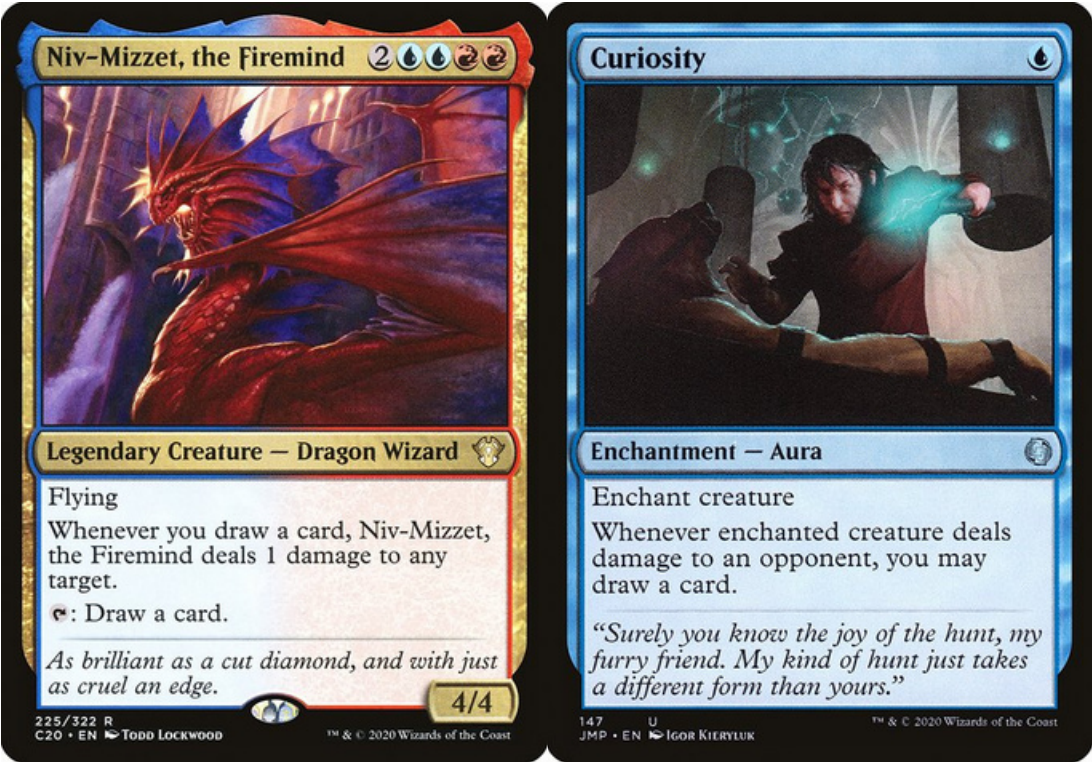 Niv-Mizzet, the Firemind 2
Legendary Creature — Dragon Wizard
Flying
Whenever you draw a card, Niv-Mizzet,
the Firemind deals 1 damage to any
target.
: Draw a card.
As brilliant as a cut diamond, and with just
as cruel an edge.
4/4
225/322 R
C20 • EN Todd Lockwood
™ & © 2020 Wizards of the Coast
Curiosity
Enchantment — Aura
Enchant creature
Whenever enchanted creature deals
damage to an opponent, you may
draw a card.
“Surely you know the joy of the hunt, my
furry friend. My kind of hunt just takes
a different form than yours.”
147 U
JMP • EN Igor Kieryluk
™ & © 2020 Wizards of the Coast